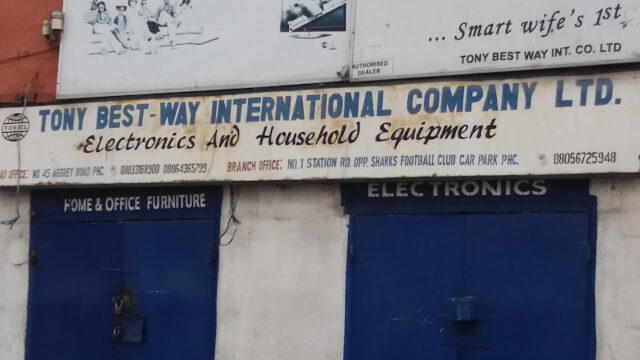 ... Smart wife's 1st
TONY BEST WAY INT. CO. LTD
AUTHORISED
DEALER
TONY BEST-WAY INTERNATIONAL COMPANY LTD.
Electronics And Household Equipment
OFFICE: NO. 45 AGGREY ROAD PHC. 08033168900 08064365799 BRANCH OFFICE: NO. 1 STATION RD. OPP. SHARKS FOOTBALL CLUB CAR PARK PHC. 08056725948
HOME & OFFICE FURNITURE
ELECTRONICS